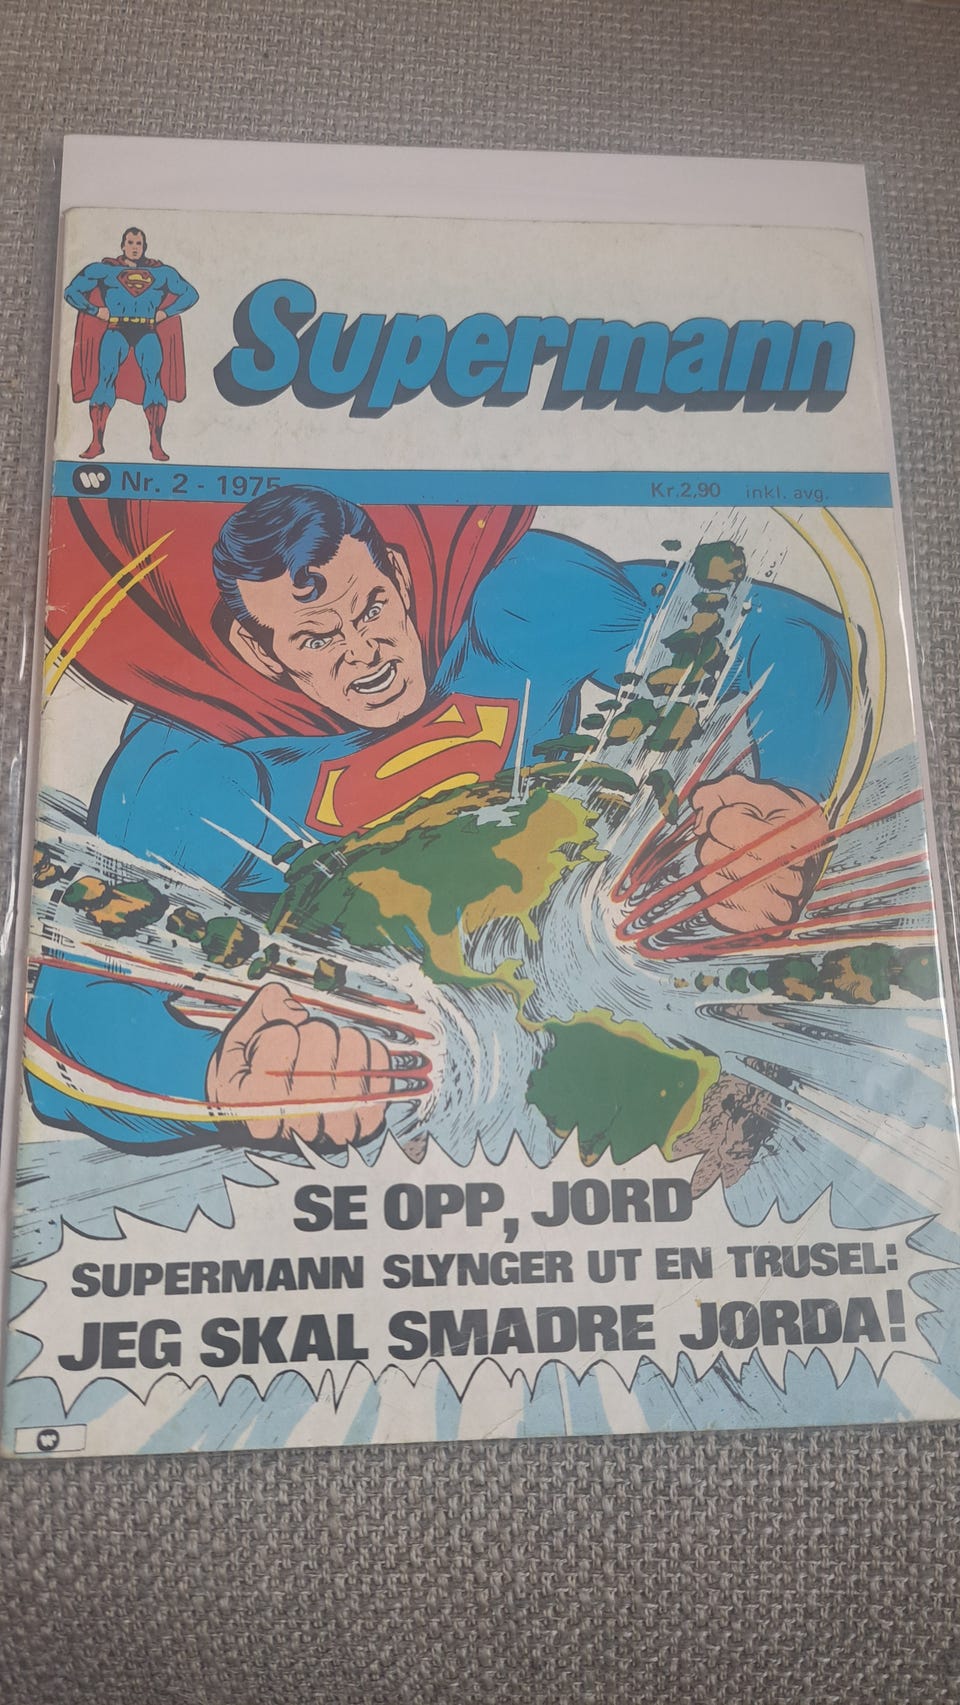 Supermann
Nr. 2 - 1975
Kr.2,90 inkl. avg.
SE OPP, JORD
SUPERMANN SLYNGER UT EN TRUSEL:
JEG SKAL SMADRE JORDA!